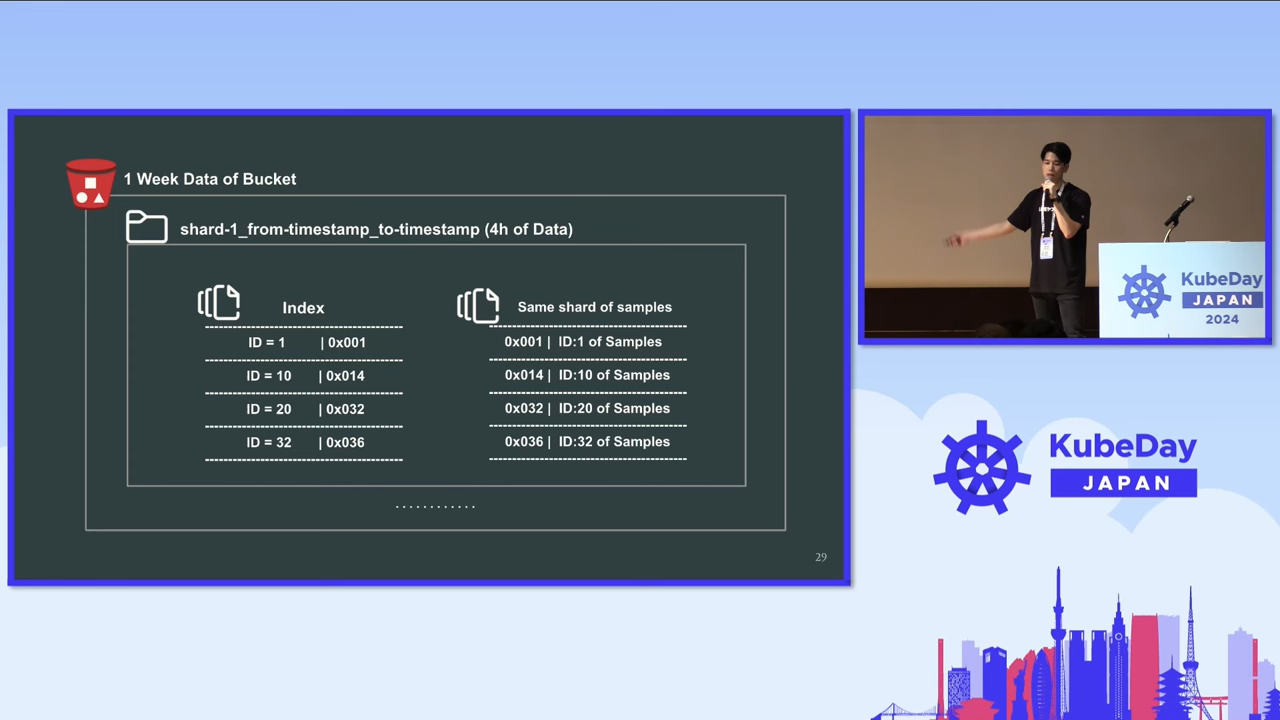 1 Week Data of Bucket
shard-1_from-timestamp_to-timestamp (4h of Data)
Index
ID = 1 | 0x001
ID = 10 | 0x014
ID = 20 | 0x032
ID = 32 | 0x036
Same shard of samples
0x001 | ID:1 of Samples
0x014 | ID:10 of Samples
0x032 | ID:20 of Samples
0x036 | ID:32 of Samples
............
29
KubeDay
JAPAN
2024
KubeDay
JAPAN